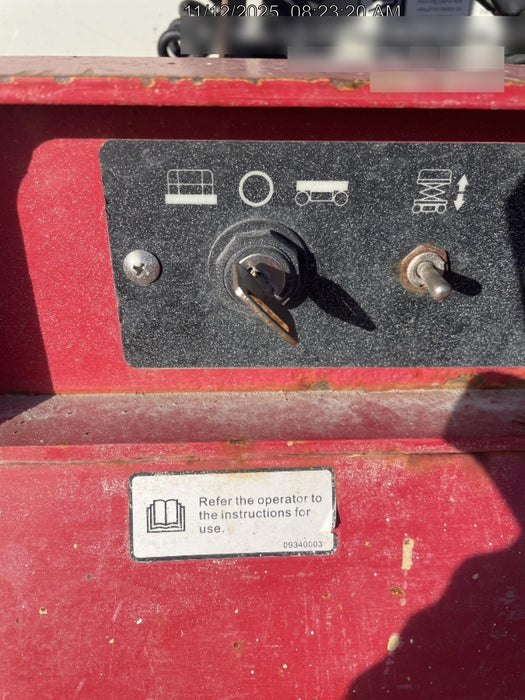 11/12/2025 08:23:20 AM
Refer the operator to
the instructions for
use.
09340003